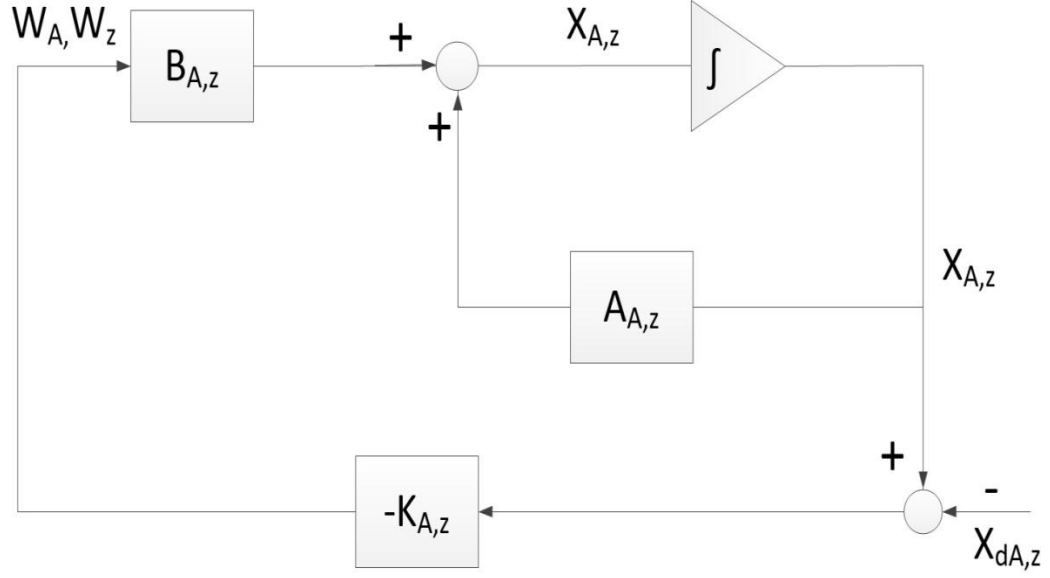 W_A, W_z
B_A,z
+
+
X_A,z
∫
X_A,z
A_A,z
+
-
-K_A,z
X_dA,z